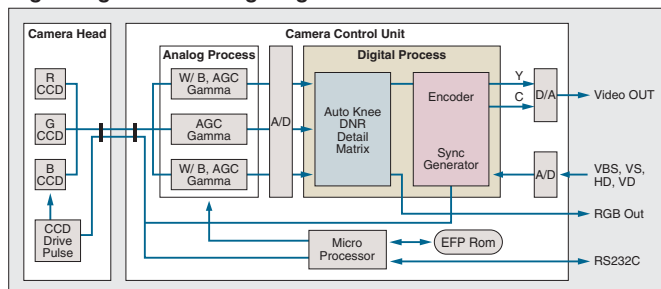 Camera Head
Camera Control Unit
Analog Process
Digital Process
R
CCD
G
CCD
B
CCD
CCD
Drive
Pulse
W/ B, AGC
Gamma
AGC
Gamma
W/ B, AGC
Gamma
A/D
Auto Knee
DNR
Detail
Matrix
Encoder
Sync
Generator
Y
C
D/A
Video OUT
A/D
VBS, VS,
HD, VD
RGB Out
Micro
Processor
EFP Rom
RS232C